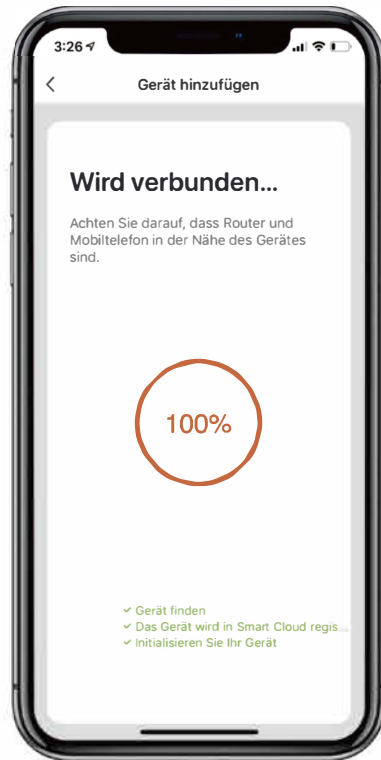 3:26
Gerät hinzufügen
Wird verbunden...
Achten Sie darauf, dass Router und
Mobiltelefon in der Nähe des Gerätes
sind.
100%
✓ Gerät finden
✓ Das Gerät wird in Smart Cloud regis...
✓ Initialisieren Sie Ihr Gerät